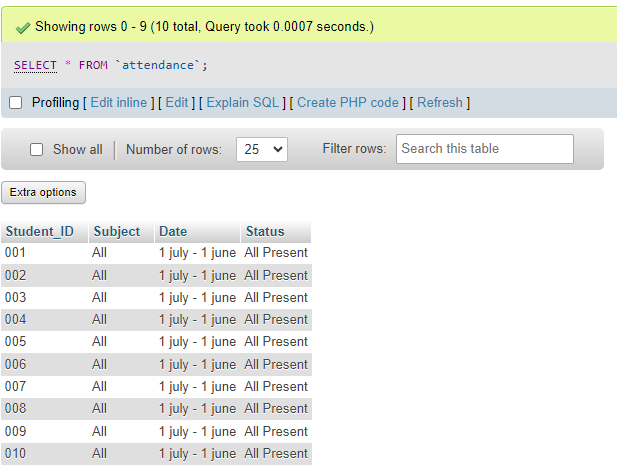 Showing rows 0 - 9 (10 total, Query took 0.0007 seconds.)
SELECT * FROM `attendance`;
Profiling [ Edit inline ] [ Edit ] [ Explain SQL ] [ Create PHP code ] [ Refresh ]
Show all Number of rows: 25 Filter rows: Search this table
Extra options
Student_ID Subject Date Status
001 All 1 july - 1 june All Present
002 All 1 july - 1 june All Present
003 All 1 july - 1 june All Present
004 All 1 july - 1 june All Present
005 All 1 july - 1 june All Present
006 All 1 july - 1 june All Present
007 All 1 july - 1 june All Present
008 All 1 july - 1 june All Present
009 All 1 july - 1 june All Present
010 All 1 july - 1 june All Present